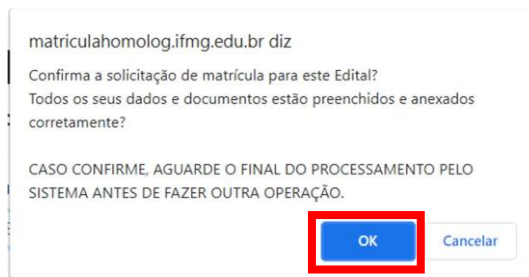 matriculahomolog.ifmg.edu.br diz
Confirma a solicitação de matrícula para este Edital?
Todos os seus dados e documentos estão preenchidos e anexados
corretamente?
CASO CONFIRME, AGUARDE O FINAL DO PROCESSAMENTO PELO
SISTEMA ANTES DE FAZER OUTRA OPERAÇÃO.
OK Cancelar